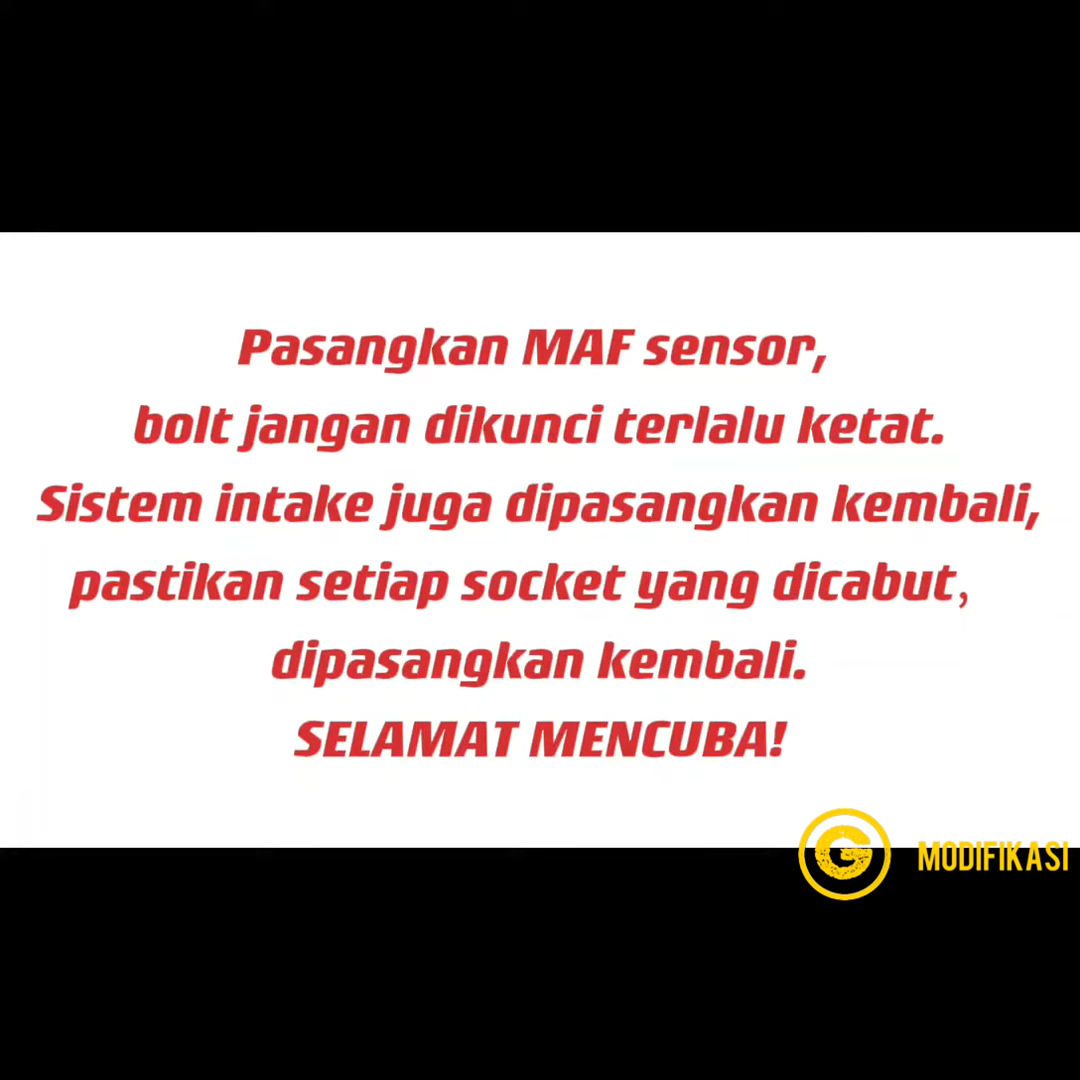 Pasangkan MAF sensor,
bolt jangan dikunci terlalu ketat.
Sistem intake juga dipasangkan kembali,
pastikan setiap socket yang dicabut,
dipasangkan kembali.
SELAMAT MENCUBA!
G MODIFIKASI